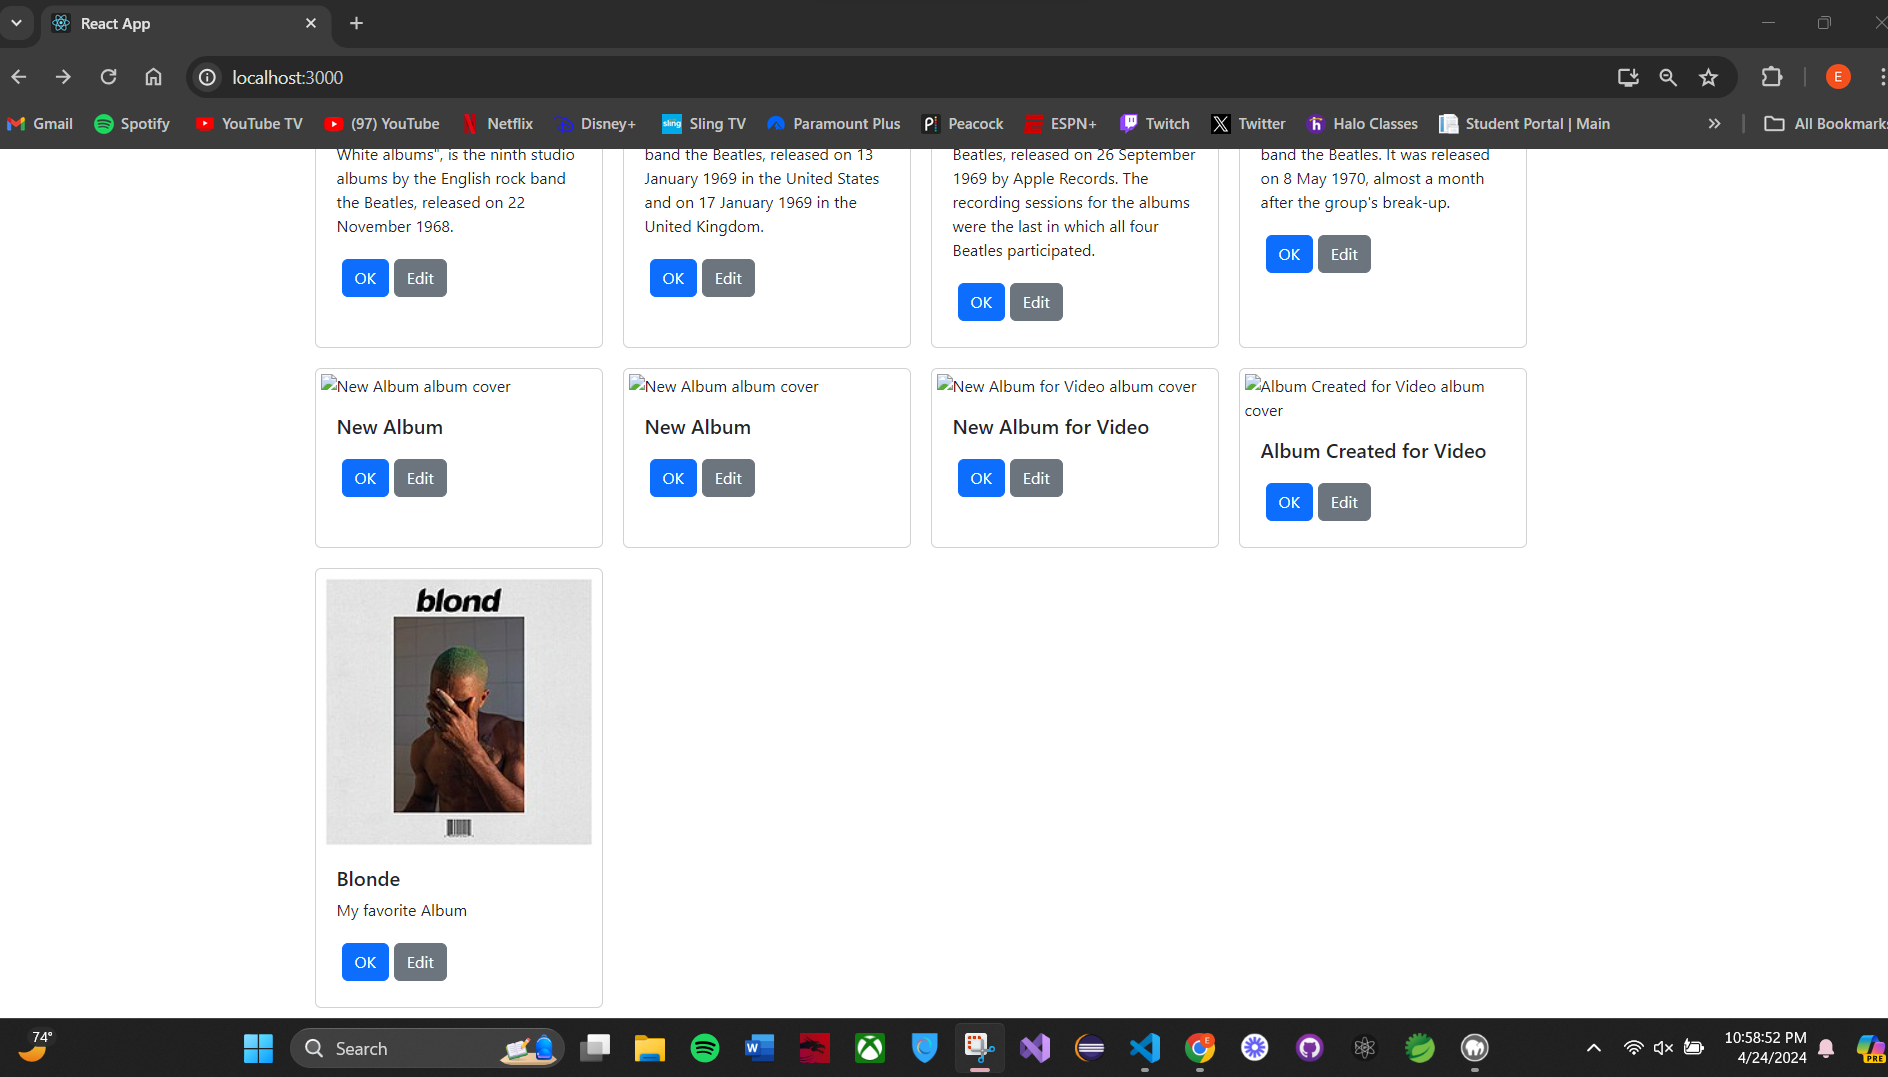 React App
localhost:3000
E
Gmail
Spotify
YouTube TV
(97) YouTube
Netflix
Disney+
sling
Sling TV
Paramount Plus
Peacock
ESPN+
Twitch
Twitter
Halo Classes
Student Portal | Main
All Bookmarks
White albums", is the ninth studio
albums by the English rock band
the Beatles, released on 22
November 1968.
OK
Edit
band the Beatles, released on 13
January 1969 in the United States
and on 17 January 1969 in the
United Kingdom.
OK
Edit
Beatles, released on 26 September
1969 by Apple Records. The
recording sessions for the albums
were the last in which all four
Beatles participated.
OK
Edit
band the Beatles. It was released
on 8 May 1970, almost a month
after the group's break-up.
OK
Edit
New Album album cover
New Album
OK
Edit
New Album album cover
New Album
OK
Edit
New Album for Video album cover
New Album for Video
OK
Edit
Album Created for Video album
cover
Album Created for Video
OK
Edit
blond
Blonde
My favorite Album
OK
Edit
74°
Search
W
E
10:58:52 PM
4/24/2024
PRE